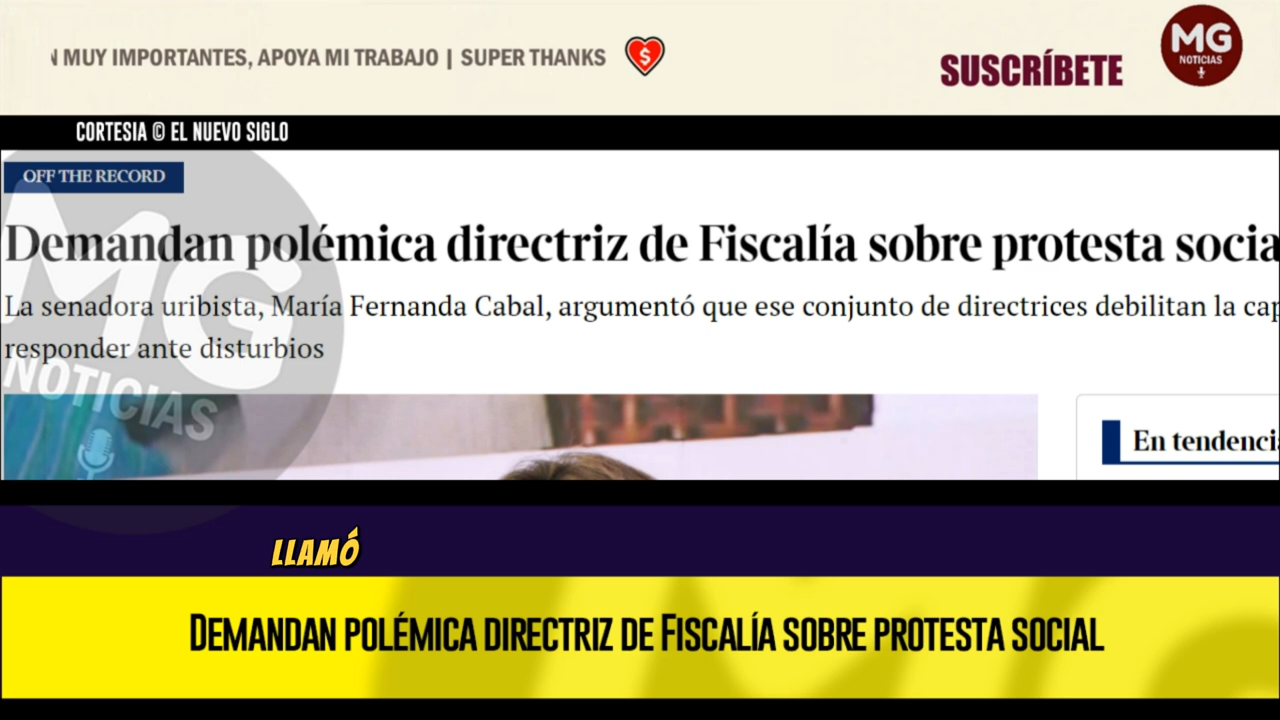 N MUY IMPORTANTES, APOYA MI TRABAJO | SUPER THANKS
SUSCRÍBETE
MG
NOTICIAS
CORTESIA © EL NUEVO SIGLO
OFF THE RECORD
Demandan polémica directriz de Fiscalía sobre protesta socia
La senadora uribista, María Fernanda Cabal, argumentó que ese conjunto de directrices debilitan la cap
responder ante disturbios
MG
NOTICIAS
En tendencia
LLAMÓ
DEMANDAN POLÉMICA DIRECTRIZ DE FISCALÍA SOBRE PROTESTA SOCIAL